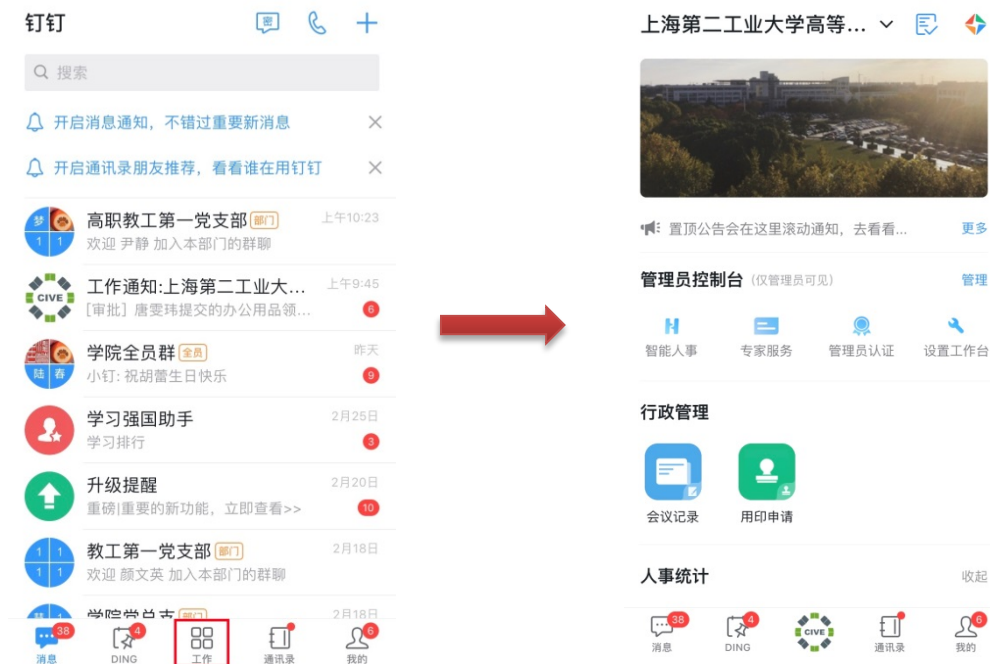 钉钉
密
搜索
开启消息通知，不错过重要新消息
开启通讯录朋友推荐，看看谁在用钉钉
梦
1 1
高职教工第一党支部 部门 上午10:23
欢迎 尹静 加入本部门的群聊
CIVE
工作通知:上海第二工业大... 上午9:45
[审批] 唐雯玮提交的办公用品领... 6
陆 春
学院全员群 全员 昨天
小钉: 祝胡蕾生日快乐 9
学习强国助手 2月25日
学习排行 3
升级提醒 2月20日
重磅|重要的新功能，立即查看>> 10
1 1
1 1
教工第一党支部 部门 2月18日
欢迎 颜文英 加入本部门的群聊
学院党总支 部门 2月18日
38 4 6
消息 DING 工作 通讯录 我的
上海第二工业大学高等...
置顶公告会在这里滚动通知，去看看... 更多
管理员控制台 (仅管理员可见) 管理
智能人事 专家服务 管理员认证 设置工作台
行政管理
会议记录 用印申请
人事统计 收起
38 4 CIVE 6
消息 DING 通讯录 我的